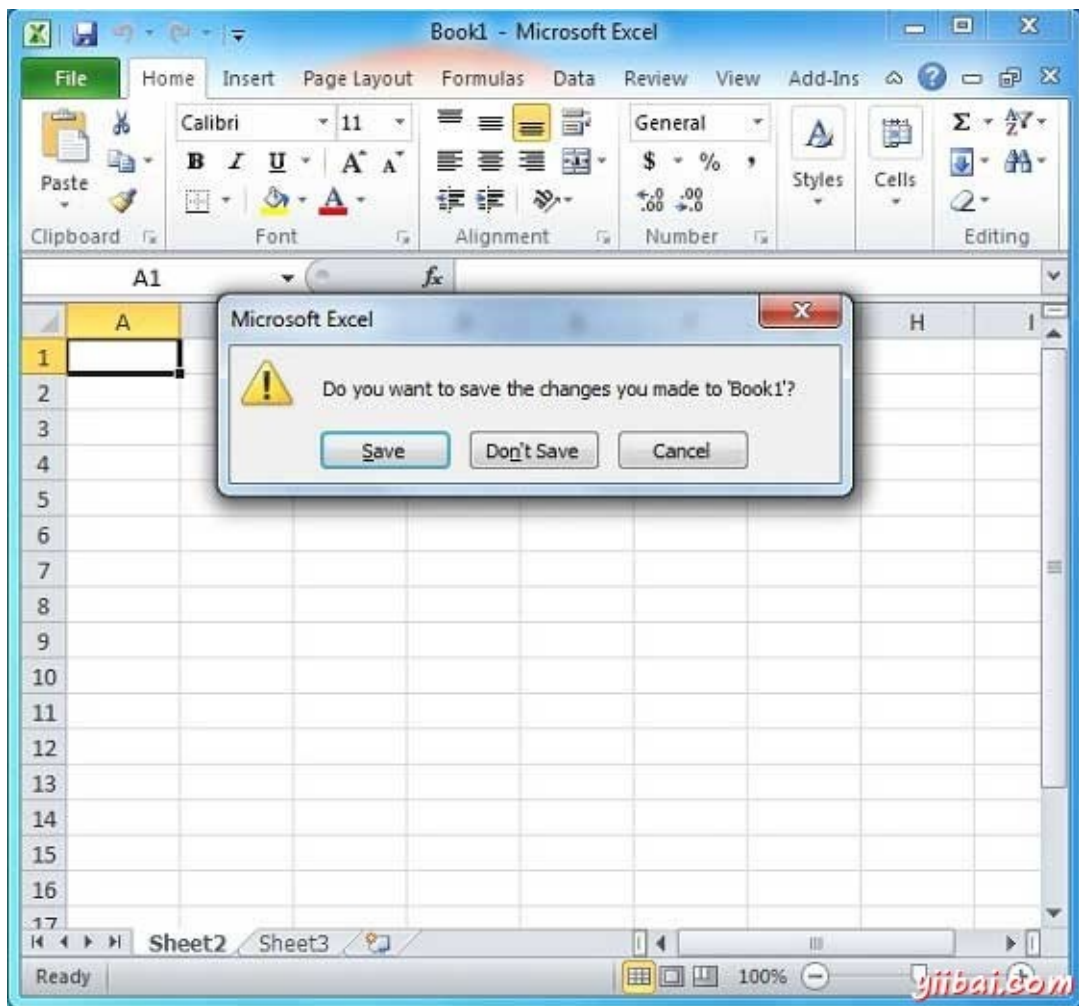 Book1 - Microsoft Excel
File Home Insert Page Layout Formulas Data Review View Add-Ins
Calibri 11 General
B I U A A $ % ,
Paste Styles Cells
Clipboard Font Alignment Number Editing
A1 fx
Microsoft Excel
A H I
1
Do you want to save the changes you made to 'Book1'?
2
3
Save Don't Save Cancel
4
5
6
7
8
9
10
11
12
13
14
15
16
17
Sheet2 Sheet3
Ready 100%
yiibai.com